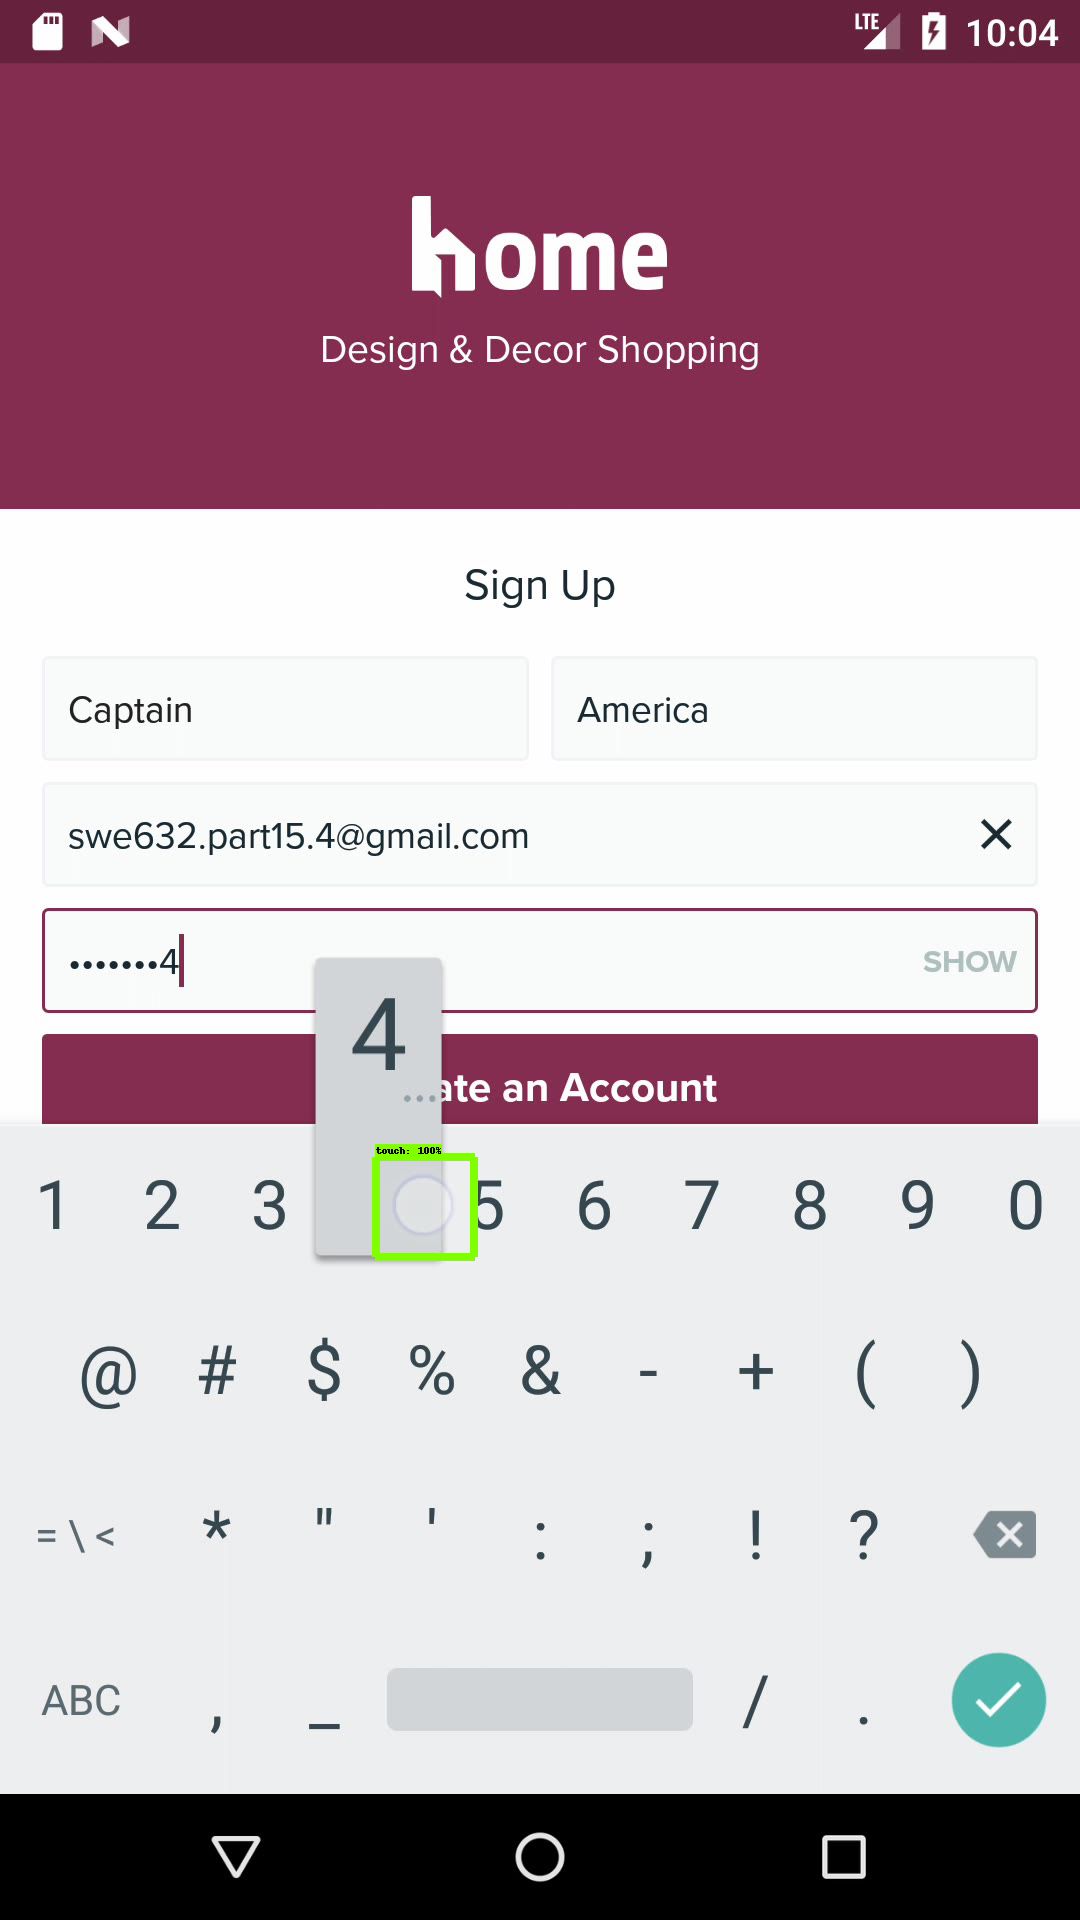 LTE 10:04
home
Design & Decor Shopping
Sign Up
Captain America
swe632.part15.4@gmail.com
•••••••4 SHOW
4
...
ate an Account
touch: 100%
1 2 3 5 6 7 8 9 0
@ # $ % & - + ( )
= \ < * " ' : ; ! ?
ABC , _ / .